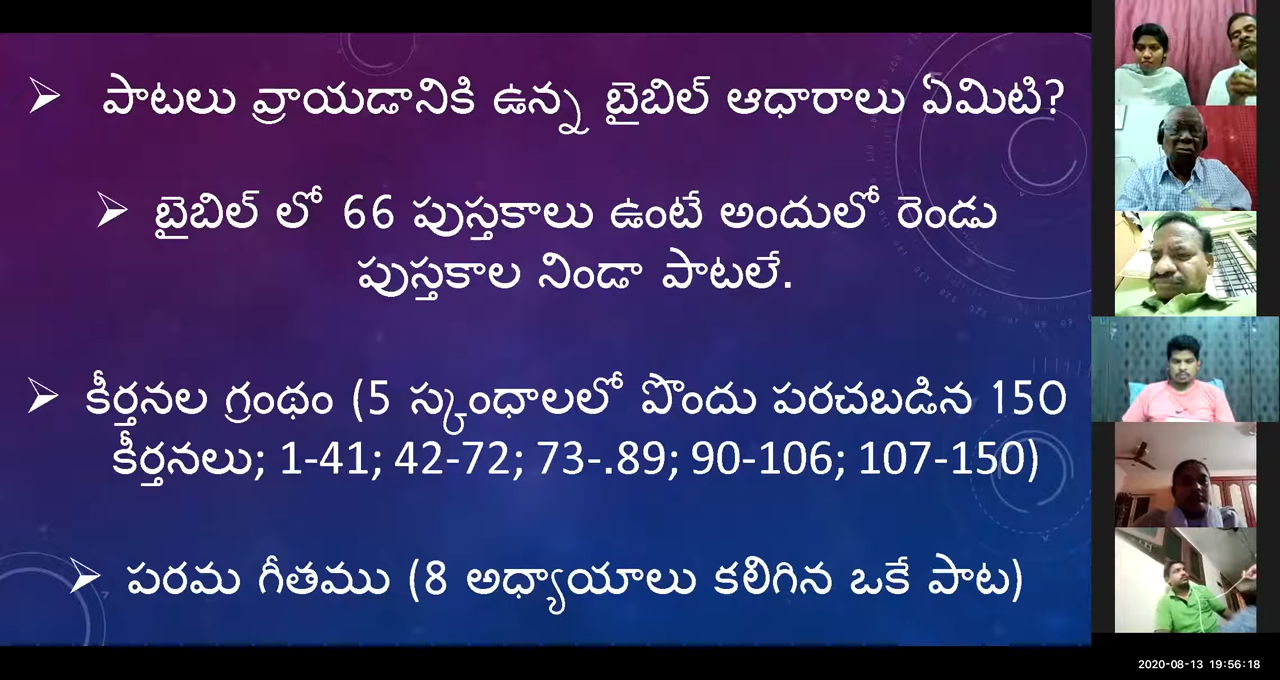 ➢ పాటలు వ్రాయడానికి ఉన్న బైబిల్ ఆధారాలు ఏమిటి?
➢ బైబిల్ లో 66 పుస్తకాలు ఉంటే అందులో రెండు
పుస్తకాల నిండా పాటలే.
➢ కీర్తనల గ్రంథం (5 స్కంధాలలో పొందు పరచబడిన 150
కీర్తనలు; 1-41; 42-72; 73-.89; 90-106; 107-150)
➢ పరమ గీతము (8 అధ్యాయాలు కలిగిన ఒకే పాట)
2020-08-13 19:56:18